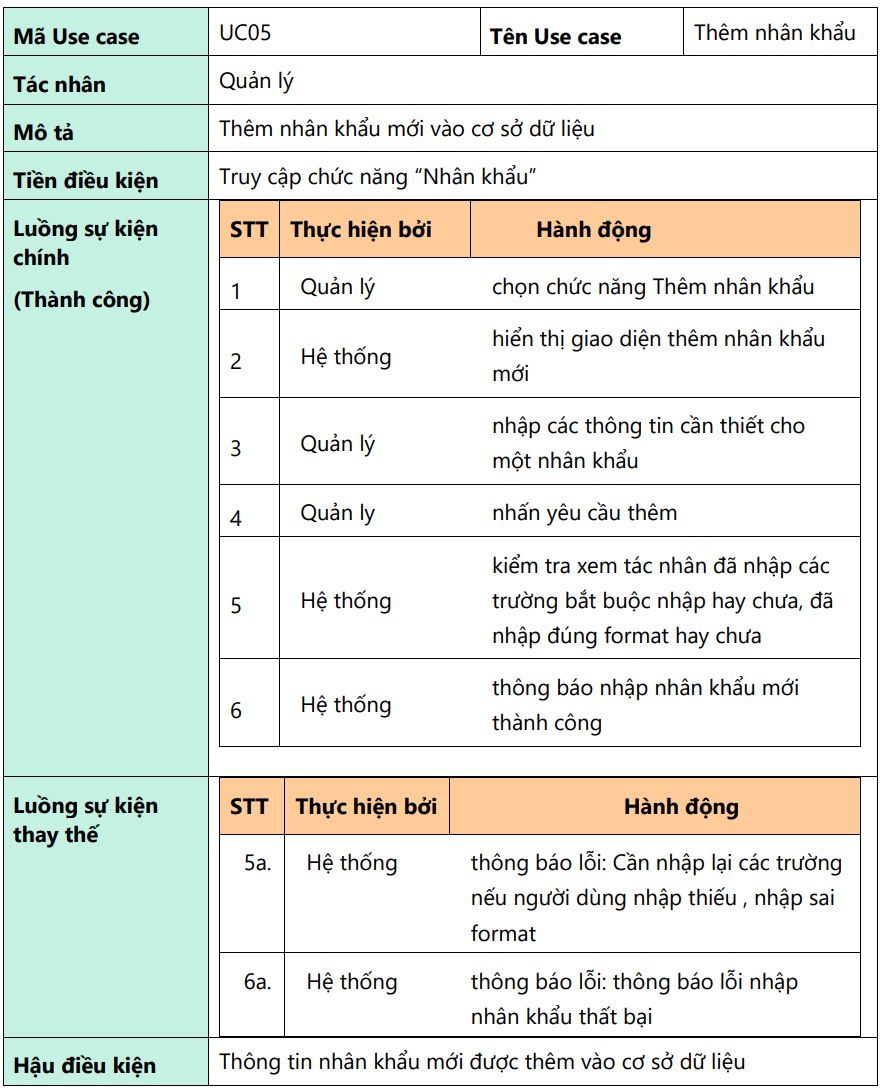 Mã Use case UC05 Tên Use case Thêm nhân khẩu
Tác nhân Quản lý
Mô tả Thêm nhân khẩu mới vào cơ sở dữ liệu
Tiền điều kiện Truy cập chức năng “Nhân khẩu”
Luồng sự kiện
chính
(Thành công)
STT Thực hiện bởi Hành động
1 Quản lý chọn chức năng Thêm nhân khẩu
2 Hệ thống hiển thị giao diện thêm nhân khẩu
mới
3 Quản lý nhập các thông tin cần thiết cho
một nhân khẩu
4 Quản ly nhấn yêu cầu thêm
5 Hệ thống kiểm tra xem tác nhân đã nhập các
trường bắt buộc nhập hay chưa, đã
nhập đúng format hay chưa
6 Hệ thống thông báo nhập nhân khẩu mới
thành công
Luồng sự kiện
thay thế
STT Thực hiện bởi Hành động
5a. Hệ thống thông báo lỗi: Cần nhập lại các trường
nếu người dùng nhập thiếu , nhập sai
format
6a. Hệ thống thông báo lỗi: thông báo lỗi nhập
nhân khẩu thất bại
Hậu điều kiện Thông tin nhân khẩu mới được thêm vào cơ sở dữ liệu